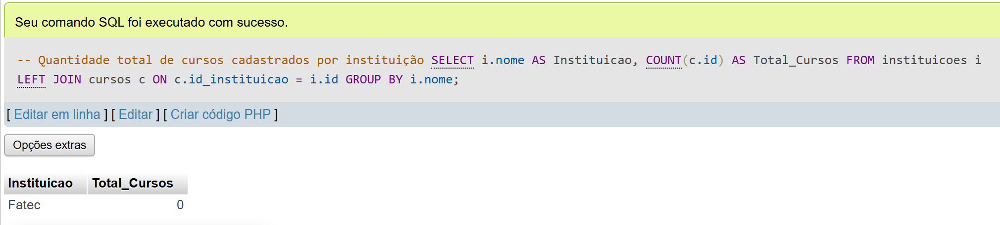 Seu comando SQL foi executado com sucesso.
-- Quantidade total de cursos cadastrados por instituição SELECT i.nome AS Instituicao, COUNT(c.id) AS Total_Cursos FROM instituicoes i
LEFT JOIN cursos c ON c.id_instituicao = i.id GROUP BY i.nome;
[ Editar em linha ] [ Editar ] [ Criar código PHP ]
Opções extras
Instituicao Total_Cursos
Fatec 0